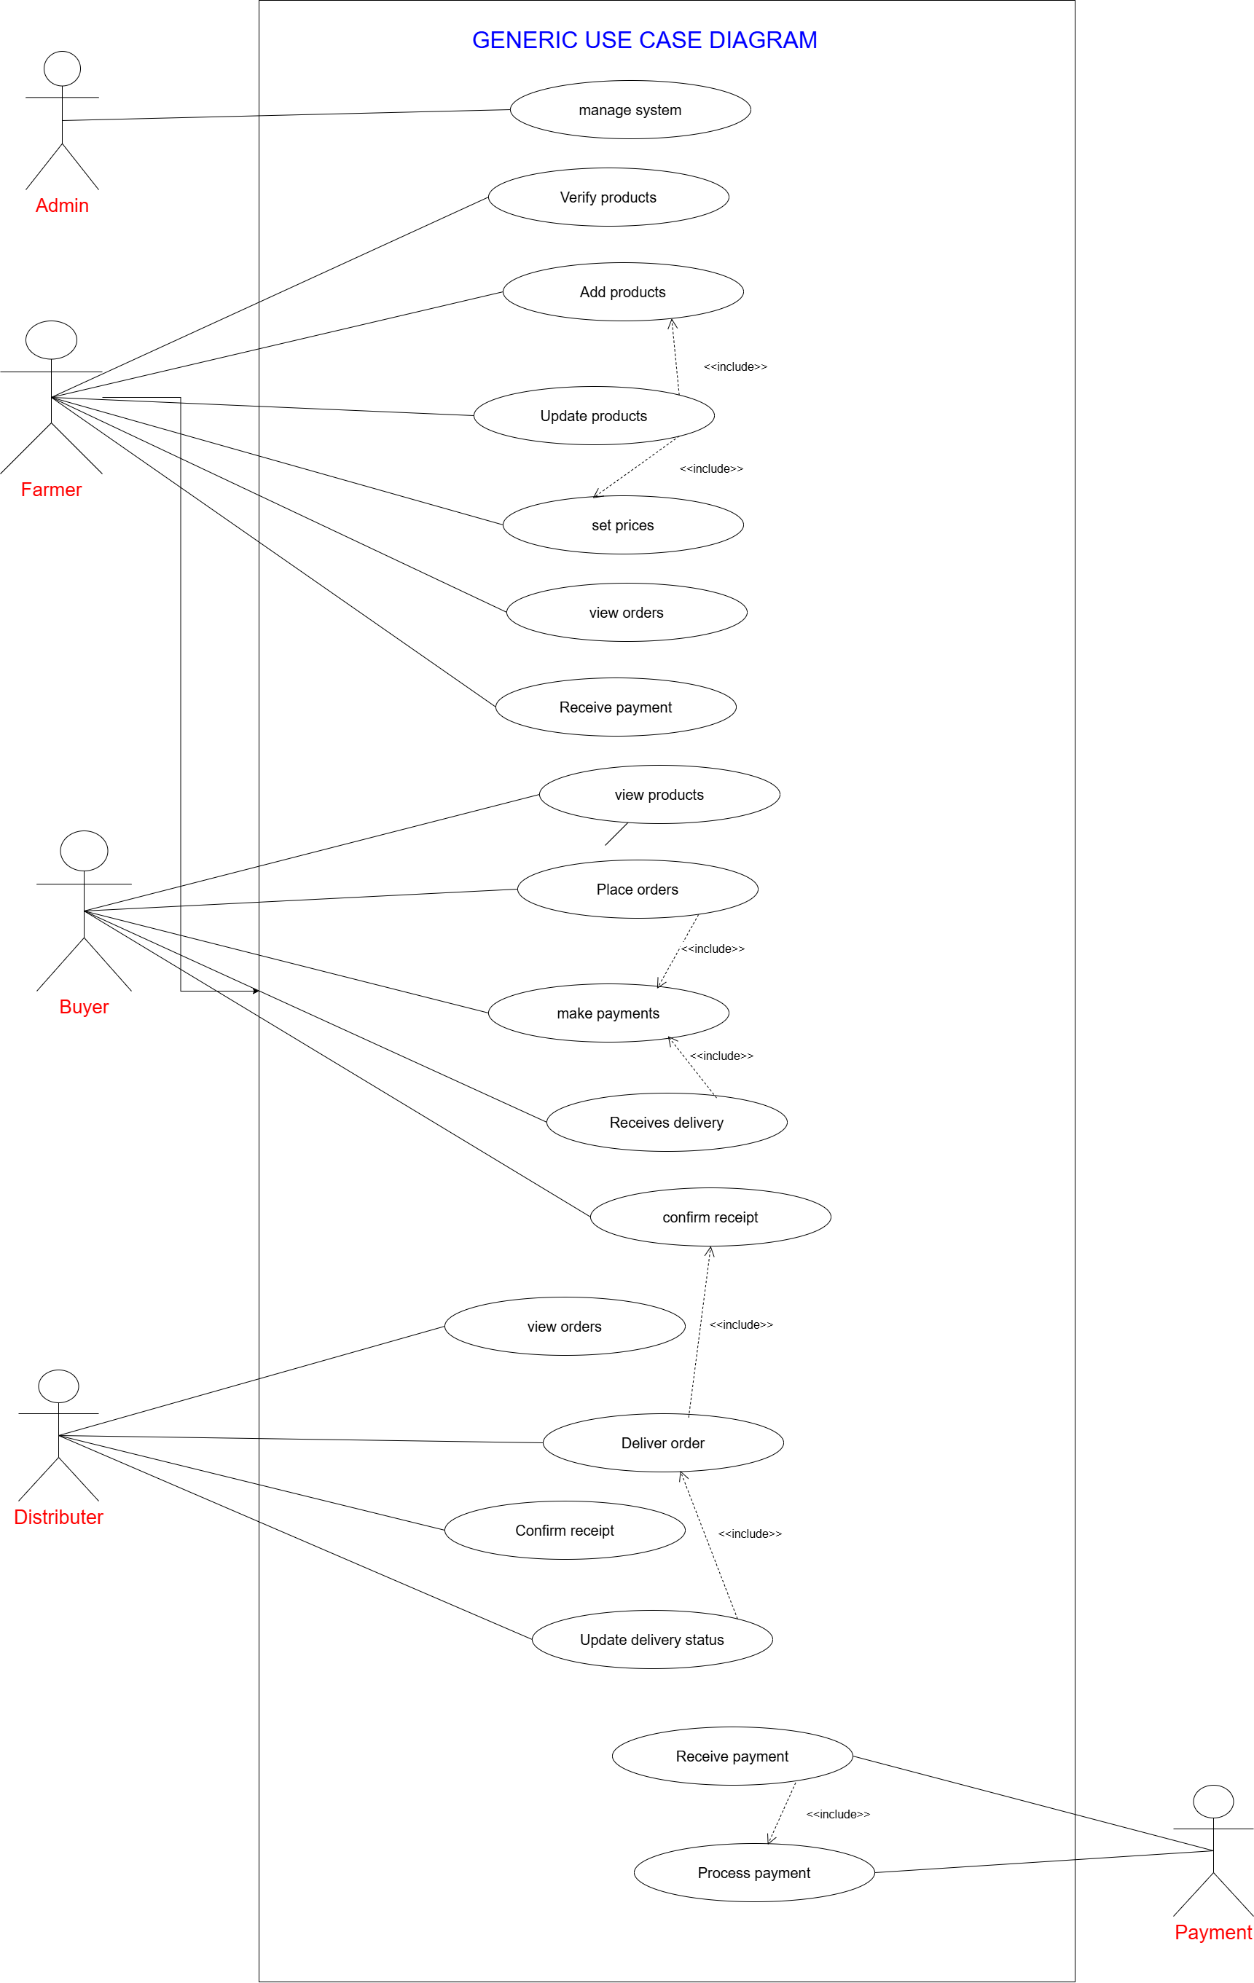 GENERIC USE CASE DIAGRAM
manage system
Admin
Verify products
Add products
<<include>>
Update products
<<include>>
Farmer
set prices
view orders
Receive payment
view products
Place orders
<<include>>
Buyer
make payments
<<include>>
Receives delivery
confirm receipt
<<include>>
view orders
Deliver order
Distributer
Confirm receipt
<<include>>
Update delivery status
Receive payment
<<include>>
Process payment
Payment